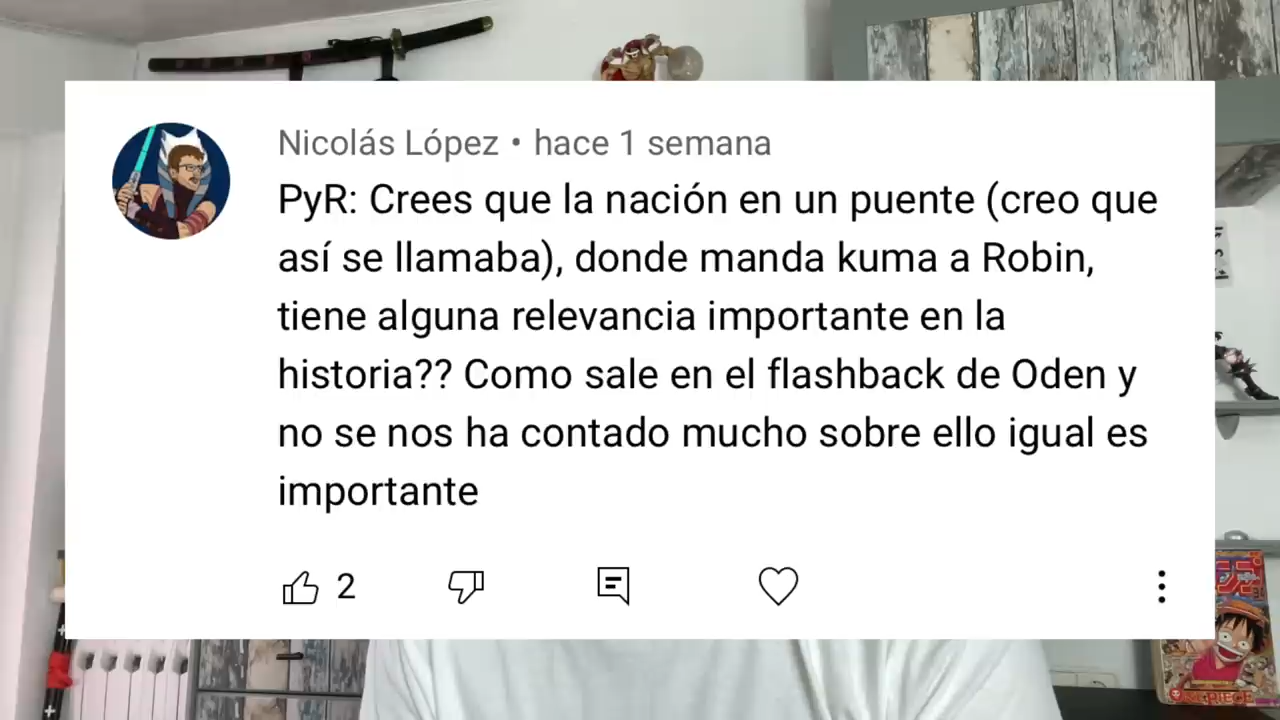 Nicolás López • hace 1 semana
PyR: Crees que la nación en un puente (creo que
así se llamaba), donde manda kuma a Robin,
tiene alguna relevancia importante en la
historia?? Como sale en el flashback de Oden y
no se nos ha contado mucho sobre ello igual es
importante
2
ONE PIECE